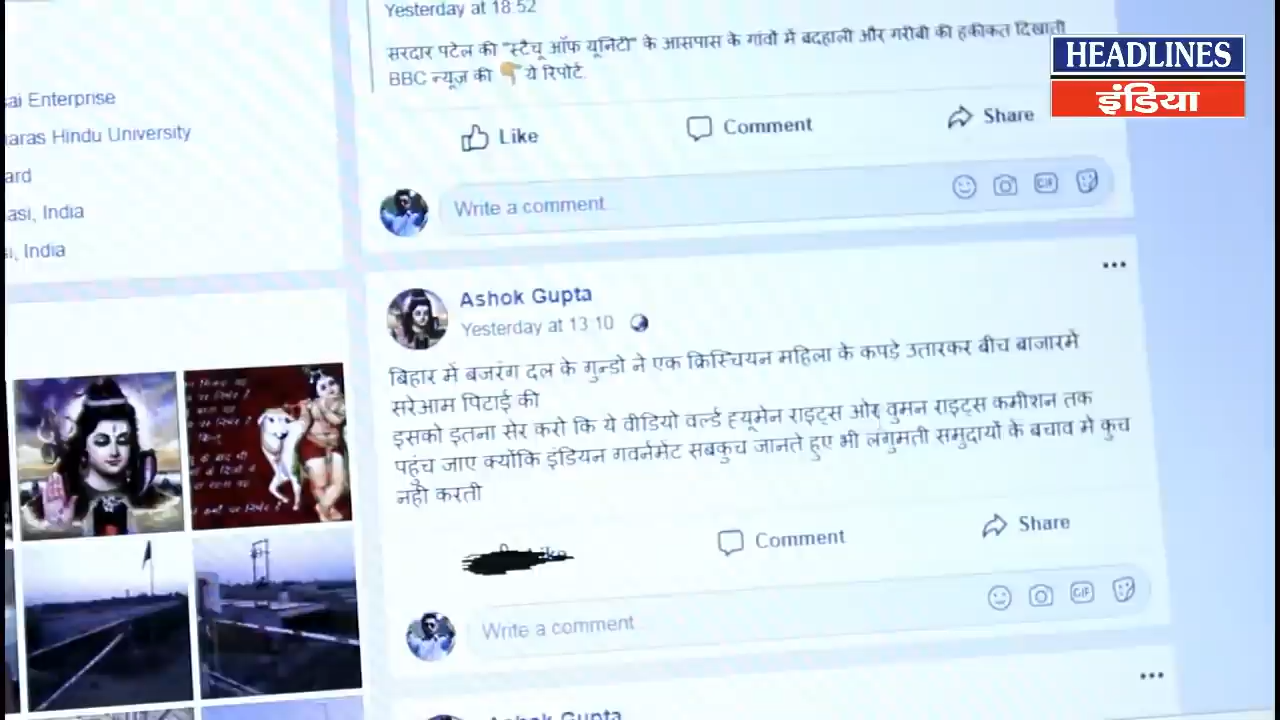 Yesterday at 18:52
सरदार पटेल की "स्टैचू ऑफ यूनिटी" के आसपास के गांवों में बदहाली और गरीबी की हकीकत दिखाती
BBC न्यूज़ की 👇 ये रिपोर्ट.
Like Comment Share
Write a comment...
HEADLINES
इंडिया
ai Enterprise
aras Hindu University
ard
asi, India
i, India
Ashok Gupta
Yesterday at 13:10
बिहार में बजरंग दल के गुन्डो ने एक क्रिस्चियन महिला के कपड़े उतारकर बीच बाजारमे
सरेआम पिटाई की
इसको इतना सेर करो कि ये वीडियो वर्ल्ड ह्यूमेन राइट्स ओर वुमन राइट्स कमीशन तक
पहुंच जाए क्योंकि इंडियन गवर्नमेंट सबकुच जानते हुए भी लगुमती समुदायों के बचाव मे कुच
नही करती
Comment Share
Write a comment...
Ashok Gupta